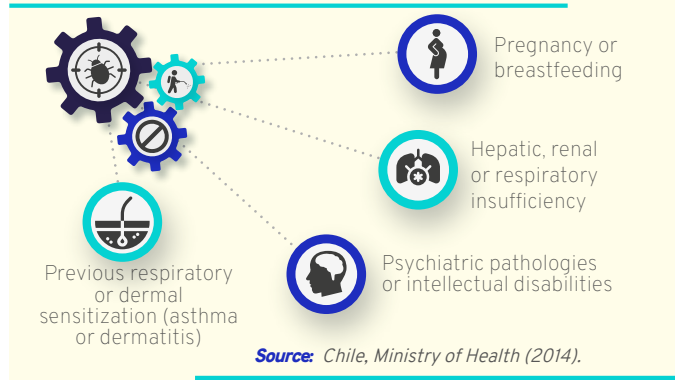 Pregnancy or
breastfeeding
Hepatic, renal
or respiratory
insufficiency
Psychiatric pathologies
or intellectual disabilities
Previous respiratory
or dermal
sensitization (asthma
or dermatitis)
Source: Chile, Ministry of Health (2014).